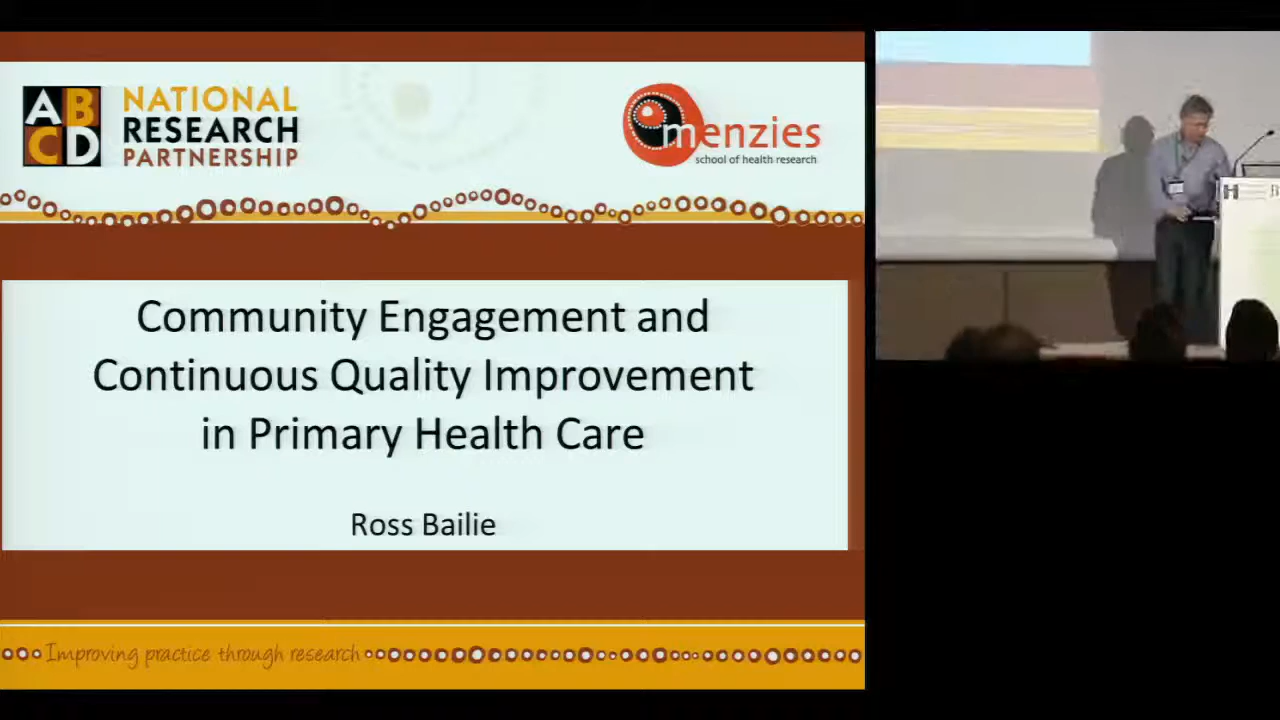 ABCD
NATIONAL
RESEARCH
PARTNERSHIP
menzies
school of health research
Community Engagement and
Continuous Quality Improvement
in Primary Health Care
Ross Bailie
Improving practice through research
H